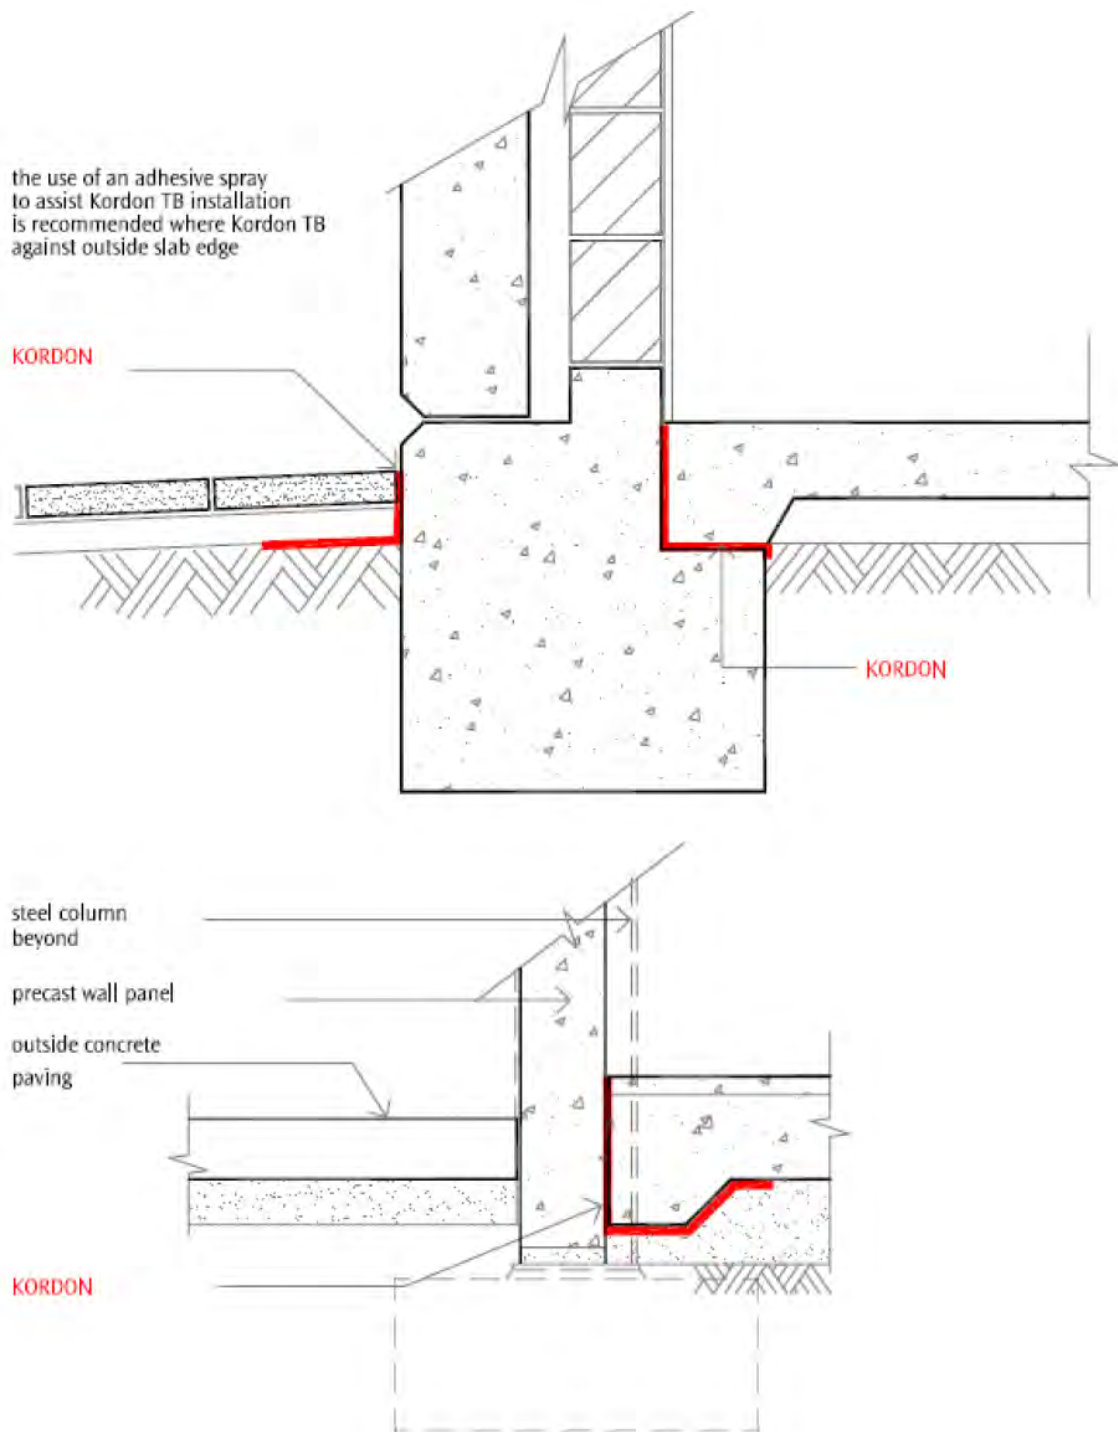 the use of an adhesive spray
to assist Kordon TB installation
is recommended where Kordon TB
against outside slab edge
KORDON
KORDON
steel column
beyond
precast wall panel
outside concrete
paving
KORDON